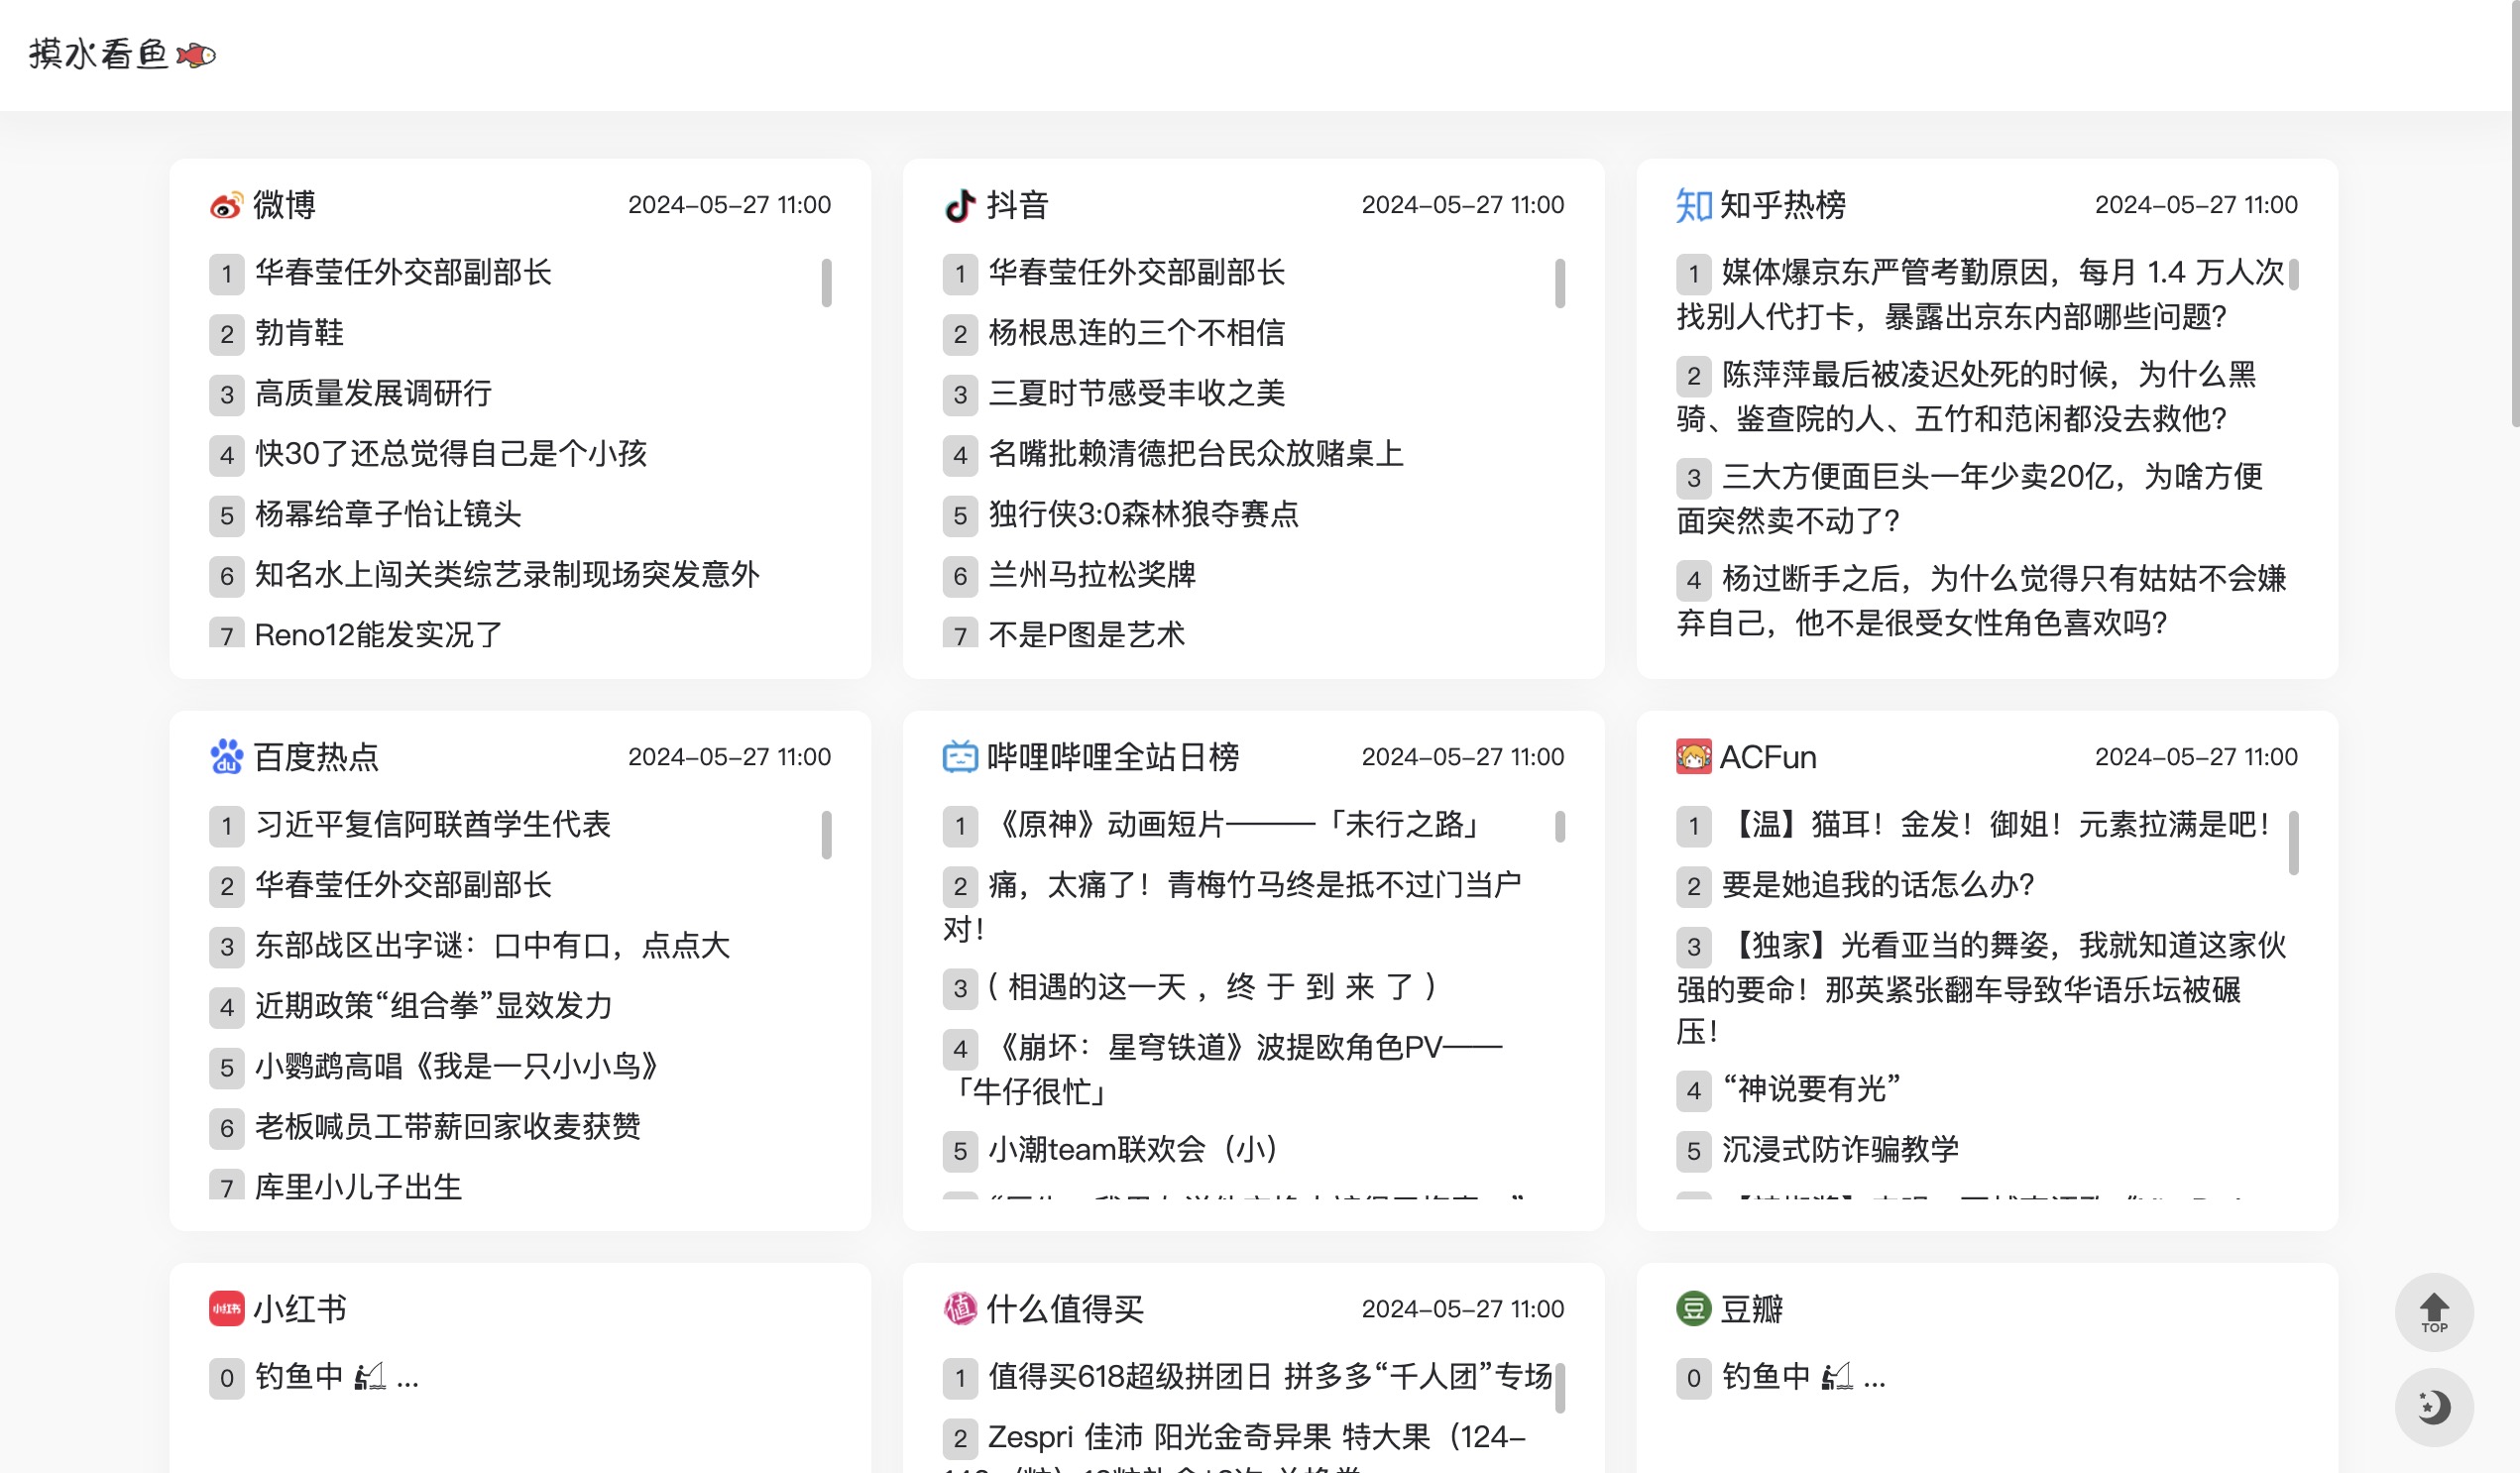 摸水看鱼
微博 2024-05-27 11:00
1 华春莹任外交部副部长
2 勃肯鞋
3 高质量发展调研行
4 快30了还总觉得自己是个小孩
5 杨幂给章子怡让镜头
6 知名水上闯关类综艺录制现场突发意外
7 Reno12能发实况了
抖音 2024-05-27 11:00
1 华春莹任外交部副部长
2 杨根思连的三个不相信
3 三夏时节感受丰收之美
4 名嘴批赖清德把台民众放赌桌上
5 独行侠3:0森林狼夺赛点
6 兰州马拉松奖牌
7 不是P图是艺术
知 知乎热榜 2024-05-27 11:00
1 媒体爆京东严管考勤原因，每月 1.4 万人次
找别人代打卡，暴露出京东内部哪些问题？
2 陈萍萍最后被凌迟处死的时候，为什么黑
骑、鉴查院的人、五竹和范闲都没去救他？
3 三大方便面巨头一年少卖20亿，为啥方便
面突然卖不动了？
4 杨过断手之后，为什么觉得只有姑姑不会嫌
弃自己，他不是很受女性角色喜欢吗？
du 百度热点 2024-05-27 11:00
1 习近平复信阿联酋学生代表
2 华春莹任外交部副部长
3 东部战区出字谜：口中有口，点点大
4 近期政策“组合拳”显效发力
5 小鹦鹉高唱《我是一只小小鸟》
6 老板喊员工带薪回家收麦获赞
7 库里小儿子出生
哔哩哔哩全站日榜 2024-05-27 11:00
1 《原神》动画短片———「未行之路」
2 痛，太痛了！青梅竹马终是抵不过门当户
对！
3 ( 相遇的这一天 ，终 于 到 来 了 )
4 《崩坏：星穹铁道》波提欧角色PV——
「牛仔很忙」
5 小潮team联欢会（小）
ACFun 2024-05-27 11:00
1 【温】猫耳！金发！御姐！元素拉满是吧！
2 要是她追我的话怎么办？
3 【独家】光看亚当的舞姿，我就知道这家伙
强的要命！那英紧张翻车导致华语乐坛被碾
压！
4 “神说要有光”
5 沉浸式防诈骗教学
小红书 小红书
0 钓鱼中 ...
值 什么值得买 2024-05-27 11:00
1 值得买618超级拼团日 拼多多“千人团”专场
2 Zespri 佳沛 阳光金奇异果 特大果（124-
豆 豆瓣
0 钓鱼中 ...
TOP